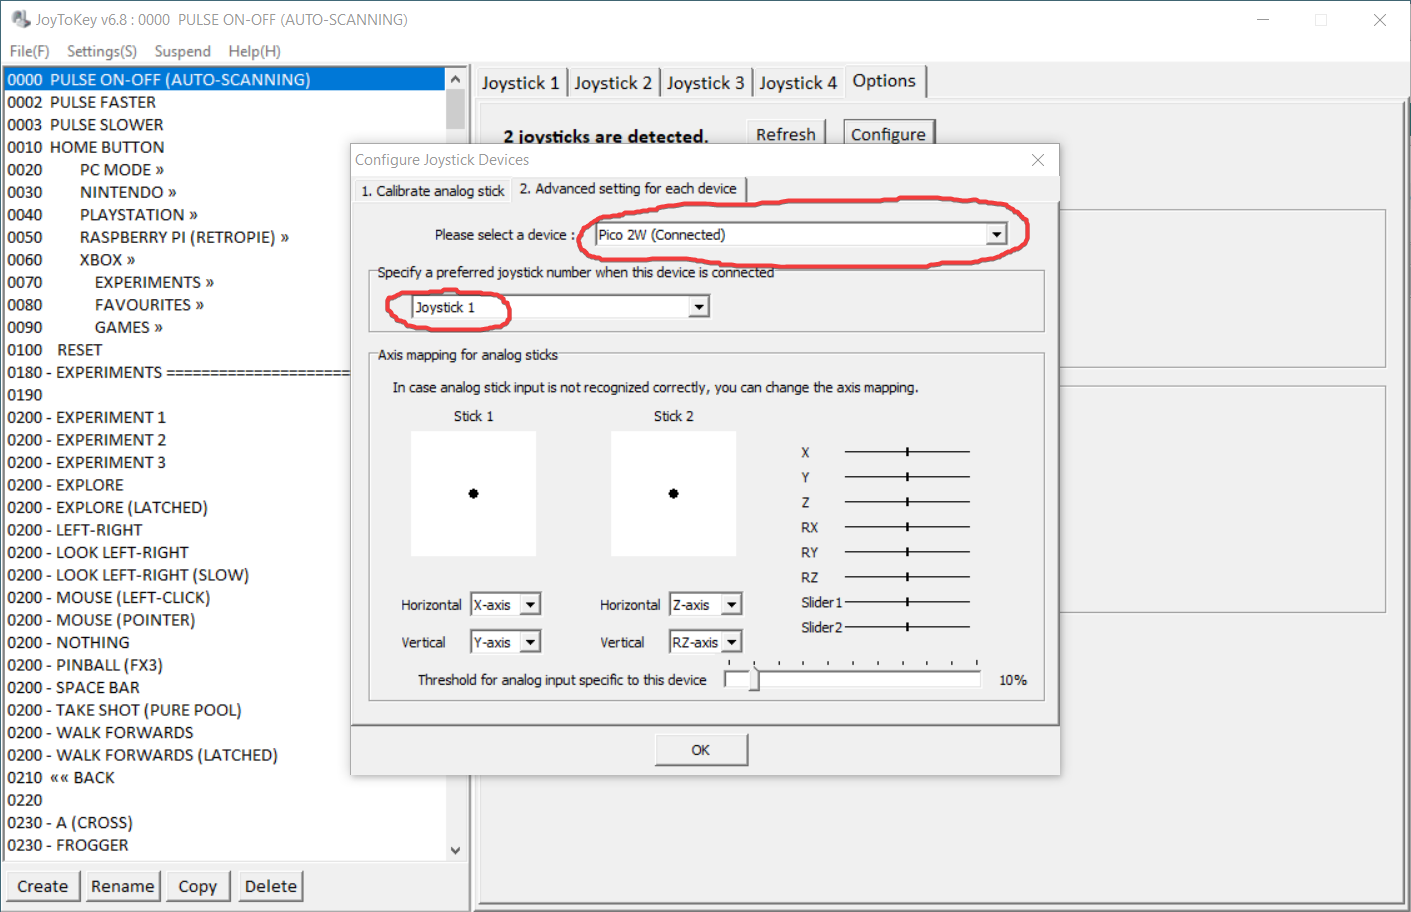 JoyToKey v6.8 : 0000  PULSE ON-OFF (AUTO-SCANNING)
File(F) Settings(S) Suspend Help(H)
0000 PULSE ON-OFF (AUTO-SCANNING)
0002 PULSE FASTER
0003 PULSE SLOWER
0010 HOME BUTTON
0020 PC MODE »
0030 NINTENDO »
0040 PLAYSTATION »
0050 RASPBERRY PI (RETROPIE) »
0060 XBOX »
0070 EXPERIMENTS »
0080 FAVOURITES »
0090 GAMES »
0100 RESET
0180 - EXPERIMENTS =====================
0190
0200 - EXPERIMENT 1
0200 - EXPERIMENT 2
0200 - EXPERIMENT 3
0200 - EXPLORE
0200 - EXPLORE (LATCHED)
0200 - LEFT-RIGHT
0200 - LOOK LEFT-RIGHT
0200 - LOOK LEFT-RIGHT (SLOW)
0200 - MOUSE (LEFT-CLICK)
0200 - MOUSE (POINTER)
0200 - NOTHING
0200 - PINBALL (FX3)
0200 - SPACE BAR
0200 - TAKE SHOT (PURE POOL)
0200 - WALK FORWARDS
0200 - WALK FORWARDS (LATCHED)
0210 «« BACK
0220
0230 - A (CROSS)
0230 - FROGGER
Create Rename Copy Delete
Joystick 1 Joystick 2 Joystick 3 Joystick 4 Options
2 joysticks are detected. Refresh Configure
Configure Joystick Devices
1. Calibrate analog stick 2. Advanced setting for each device
Please select a device : Pico 2W (Connected)
Specify a preferred joystick number when this device is connected
Joystick 1
Axis mapping for analog sticks
In case analog stick input is not recognized correctly, you can change the axis mapping.
Stick 1 Stick 2
X
Y
Z
RX
RY
RZ
Slider1
Slider2
Horizontal X-axis Horizontal Z-axis
Vertical Y-axis Vertical RZ-axis
Threshold for analog input specific to this device 10%
OK